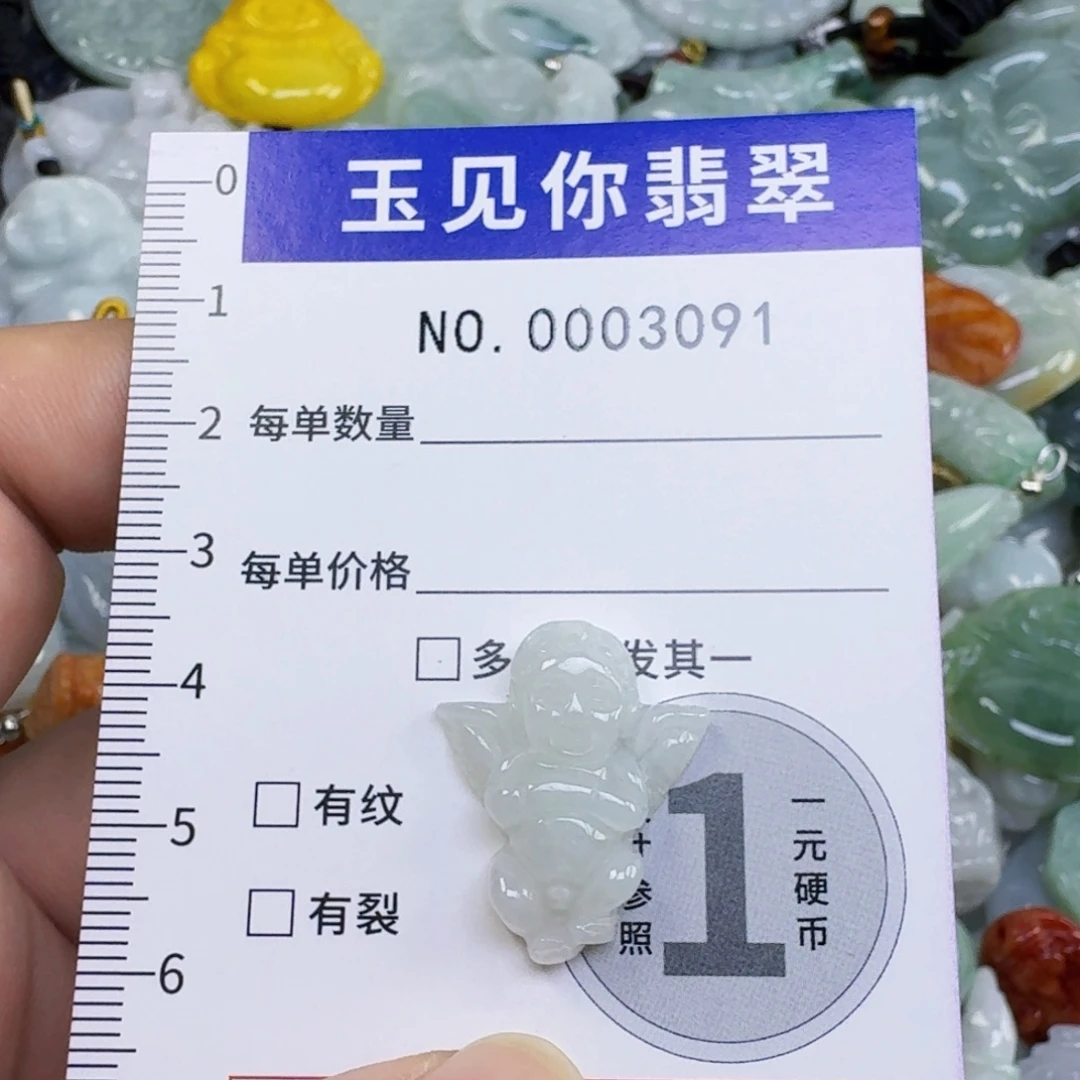 玉见你翡翠
NO. 0003091
0
1
2
3
4
5
6
每单数量
每单价格
□ 多 发其一
□ 有纹
□ 有裂
参照
1
一元硬币